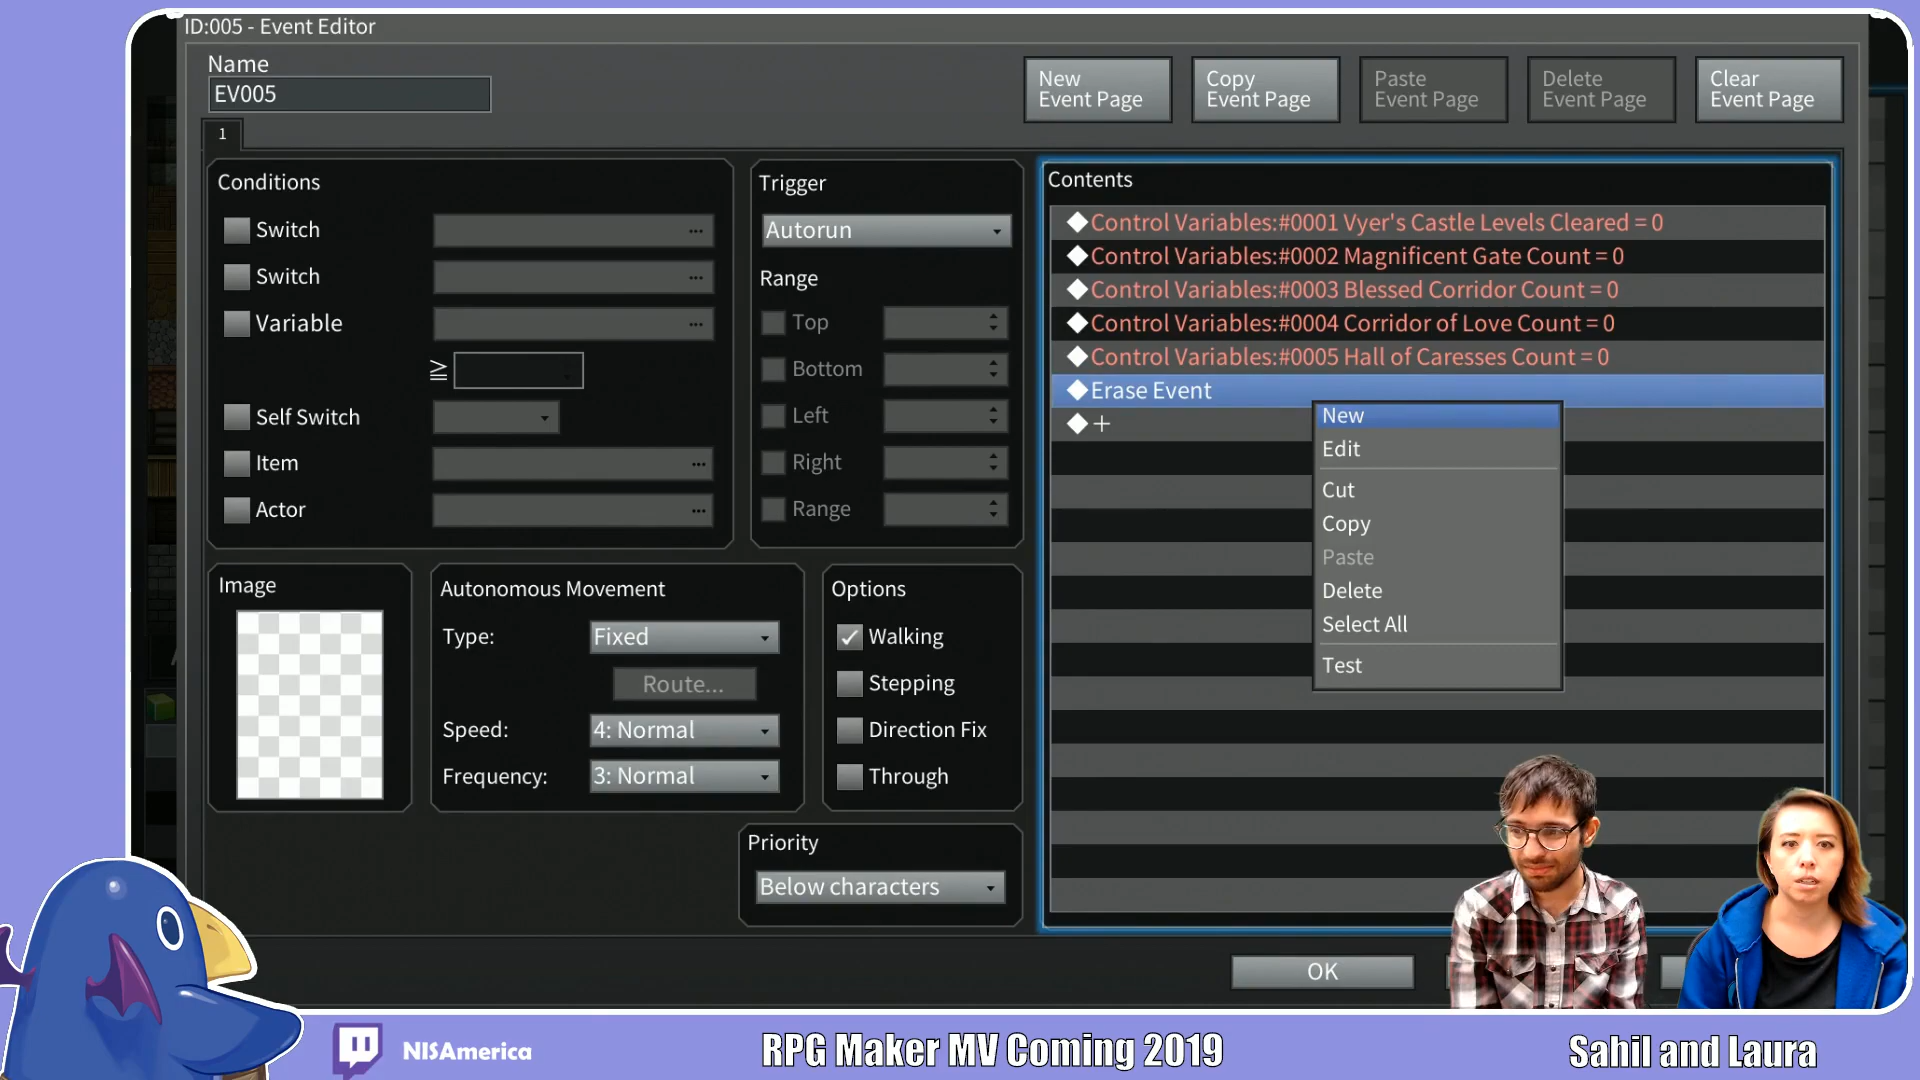 ID:005 - Event Editor
Name
EV005
New
Event Page
Copy
Event Page
Paste
Event Page
Delete
Event Page
Clear
Event Page
1
Conditions
Switch ...
Switch ...
Variable ...
≧
Self Switch
Item ...
Actor ...
Trigger
Autorun
Range
Top
Bottom
Left
Right
Range
Contents
◆Control Variables:#0001 Vyer's Castle Levels Cleared = 0
◆Control Variables:#0002 Magnificent Gate Count = 0
◆Control Variables:#0003 Blessed Corridor Count = 0
◆Control Variables:#0004 Corridor of Love Count = 0
◆Control Variables:#0005 Hall of Caresses Count = 0
◆Erase Event
◆+
New
Edit
Cut
Copy
Paste
Delete
Select All
Test
Image
Autonomous Movement
Type: Fixed
Route...
Speed: 4: Normal
Frequency: 3: Normal
Options
Walking
Stepping
Direction Fix
Through
Priority
Below characters
OK
NISAmerica
RPG Maker MV Coming 2019
Sahil and Laura